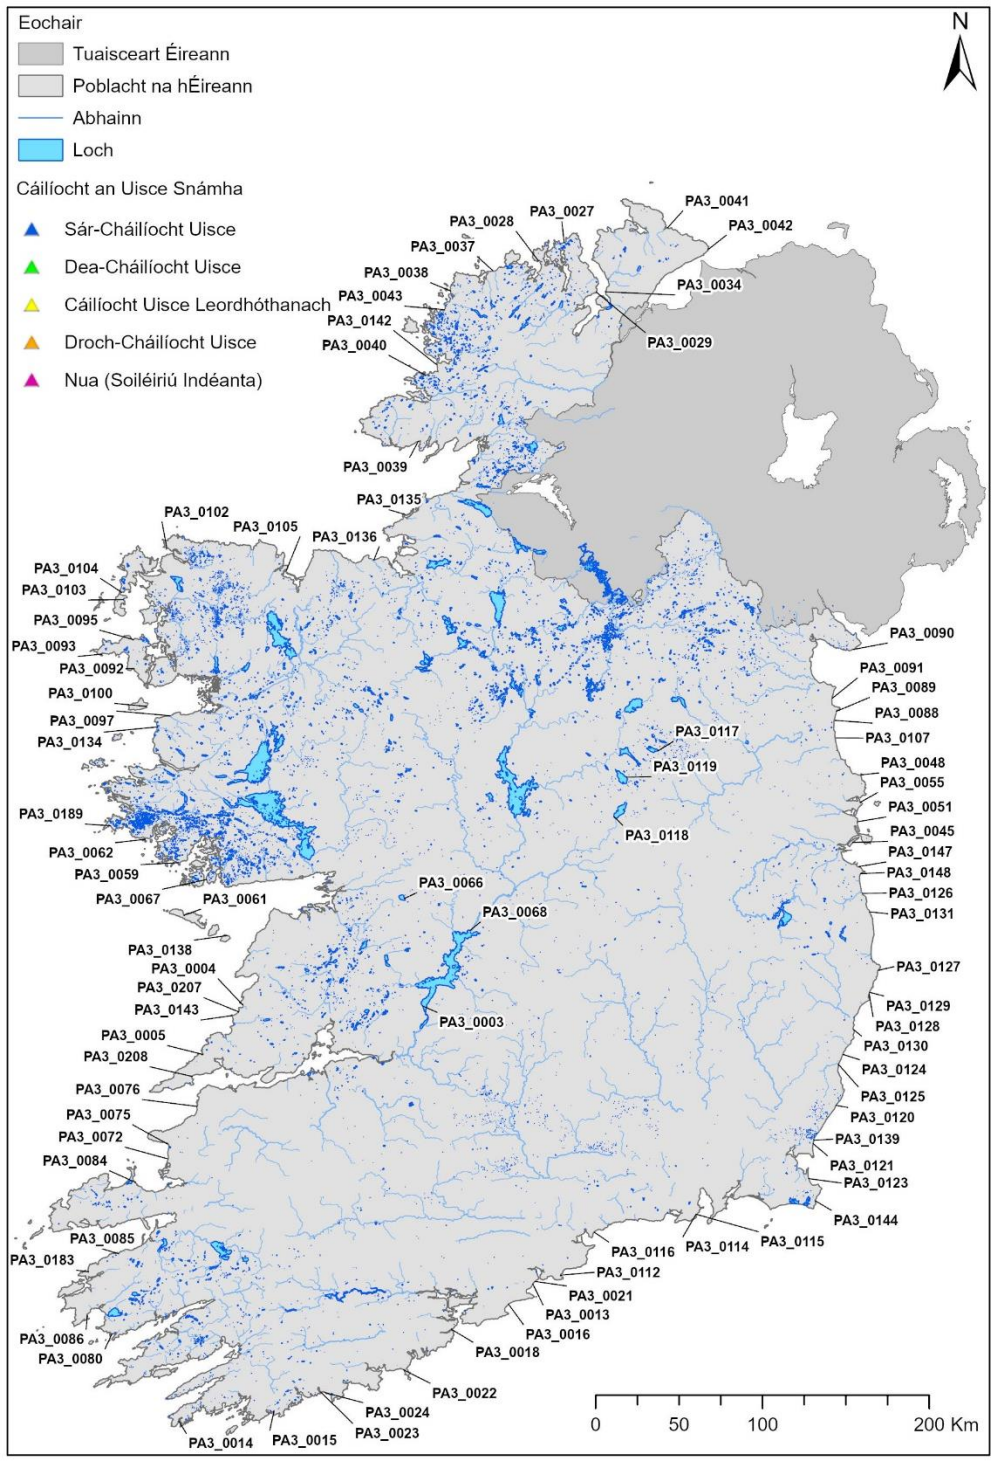 Eochair
Tuaisceart Éireann
Poblacht na hÉireann
Abhainn
Loch
Cáilíocht an Uisce Snámha
Sár-Cháilíocht Uisce
Dea-Cháilíocht Uisce
Cáilíocht Uisce Leordhóthanach
Droch-Cháilíocht Uisce
Nua (Soiléiriú Indéanta)
N
PA3_0041
PA3_0027
PA3_0028
PA3_0042
PA3_0037
PA3_0038
PA3_0034
PA3_0043
PA3_0142
PA3_0029
PA3_0040
PA3_0039
PA3_0135
PA3_0102
PA3_0105
PA3_0136
PA3_0104
PA3_0103
PA3_0095
PA3_0093
PA3_0092
PA3_0100
PA3_0097
PA3_0134
PA3_0090
PA3_0091
PA3_0089
PA3_0088
PA3_0107
PA3_0117
PA3_0119
PA3_0118
PA3_0048
PA3_0055
PA3_0051
PA3_0045
PA3_0147
PA3_0148
PA3_0126
PA3_0131
PA3_0189
PA3_0062
PA3_0059
PA3_0067
PA3_0061
PA3_0066
PA3_0068
PA3_0138
PA3_0004
PA3_0207
PA3_0143
PA3_0003
PA3_0005
PA3_0208
PA3_0076
PA3_0075
PA3_0072
PA3_0084
PA3_0127
PA3_0129
PA3_0128
PA3_0130
PA3_0124
PA3_0125
PA3_0120
PA3_0139
PA3_0121
PA3_0123
PA3_0144
PA3_0115
PA3_0114
PA3_0116
PA3_0085
PA3_0183
PA3_0112
PA3_0021
PA3_0013
PA3_0016
PA3_0018
PA3_0086
PA3_0080
PA3_0022
PA3_0024
PA3_0023
PA3_0015
PA3_0014
0 50 100 200 Km